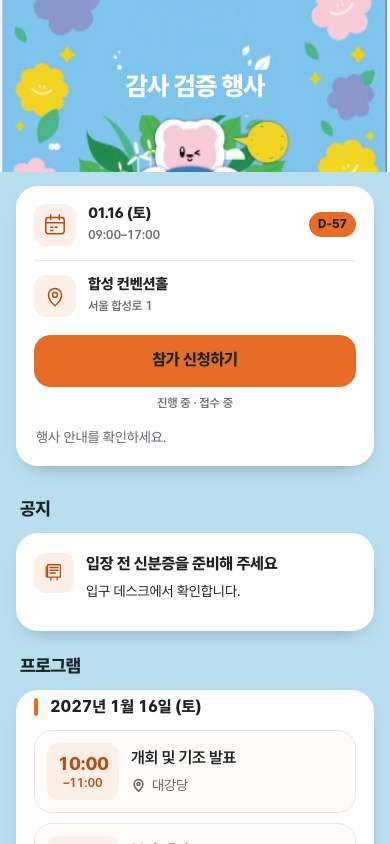 감사 검증 행사
01.16 (토)
D-57
09:00–17:00
합성 컨벤션홀
서울 합성로 1
참가 신청하기
진행 중 · 접수 중
행사 안내를 확인하세요.
공지
입장 전 신분증을 준비해 주세요
입구 데스크에서 확인합니다.
프로그램
2027년 1월 16일 (토)
10:00
–11:00
개회 및 기조 발표
대강당